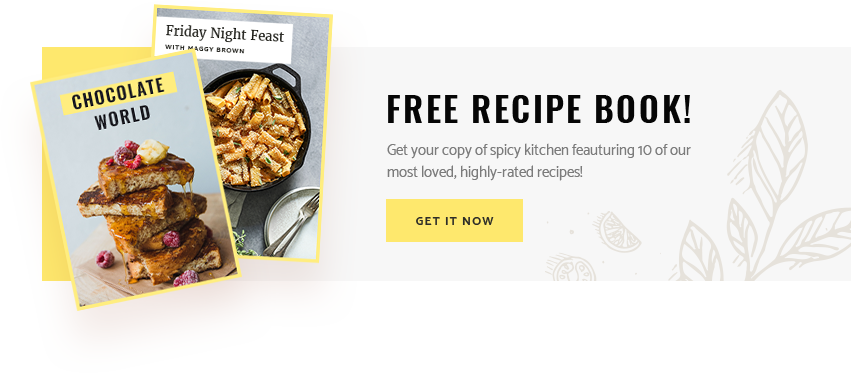 Friday Night Feast
WITH MAGGY BROWN
CHOCOLATE
WORLD
FREE RECIPE BOOK!
Get your copy of spicy kitchen feauturing 10 of our
most loved, highly-rated recipes!
GET IT NOW